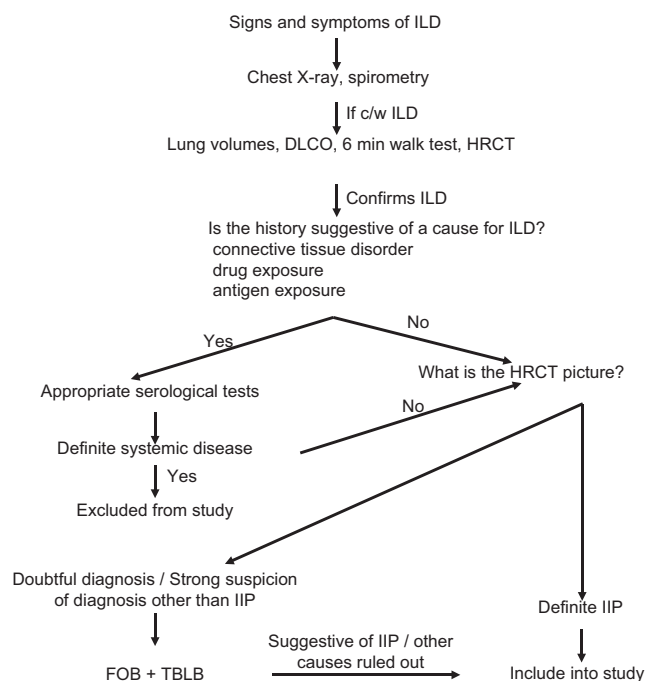 Signs and symptoms of ILD
Chest X-ray, spirometry
If c/w ILD
Lung volumes, DLCO, 6 min walk test, HRCT
Confirms ILD
Is the history suggestive of a cause for ILD?
connective tissue disorder
drug exposure
antigen exposure
Yes
No
What is the HRCT picture?
Appropriate serological tests
No
Definite systemic disease
Yes
Excluded from study
Doubtful diagnosis / Strong suspicion
of diagnosis other than IIP
Definite IIP
Suggestive of IIP / other
causes ruled out
FOB + TBLB
Include into study